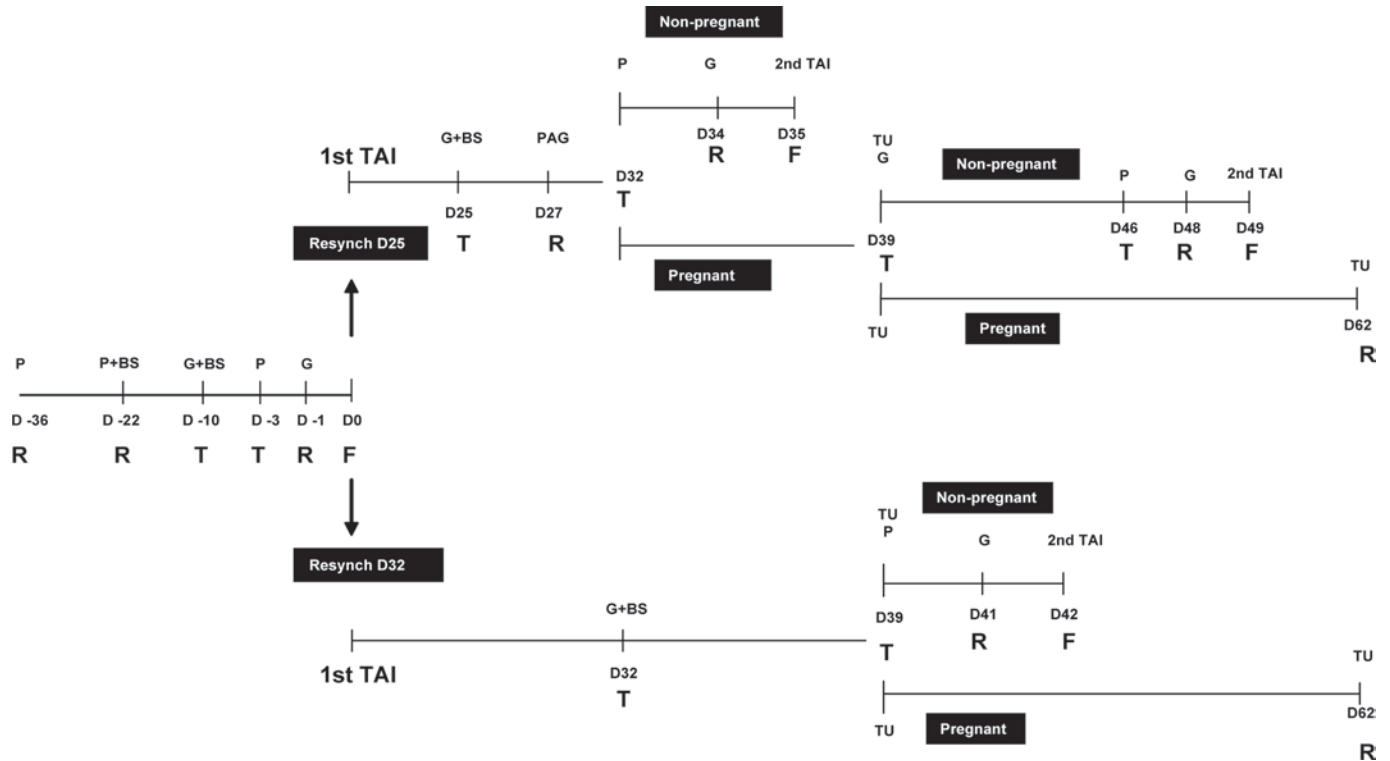 Non-pregnant
P G 2nd TAI
D34 D35
R F
G+BS PAG
1st TAI
D25 D27 D32
T R T
Resynch D25
Pregnant
TU
G
Non-pregnant
P G 2nd TAI
D39 D46 D48 D49
T T R F
TU
TU
Pregnant
D62
R
P P+BS G+BS P G
D -36 D -22 D -10 D -3 D -1 D0
R R T T R F
Resynch D32
G+BS
1st TAI
D32
T
Non-pregnant
TU
P G 2nd TAI
D39 D41 D42
T R F
TU
TU
Pregnant
D62
R